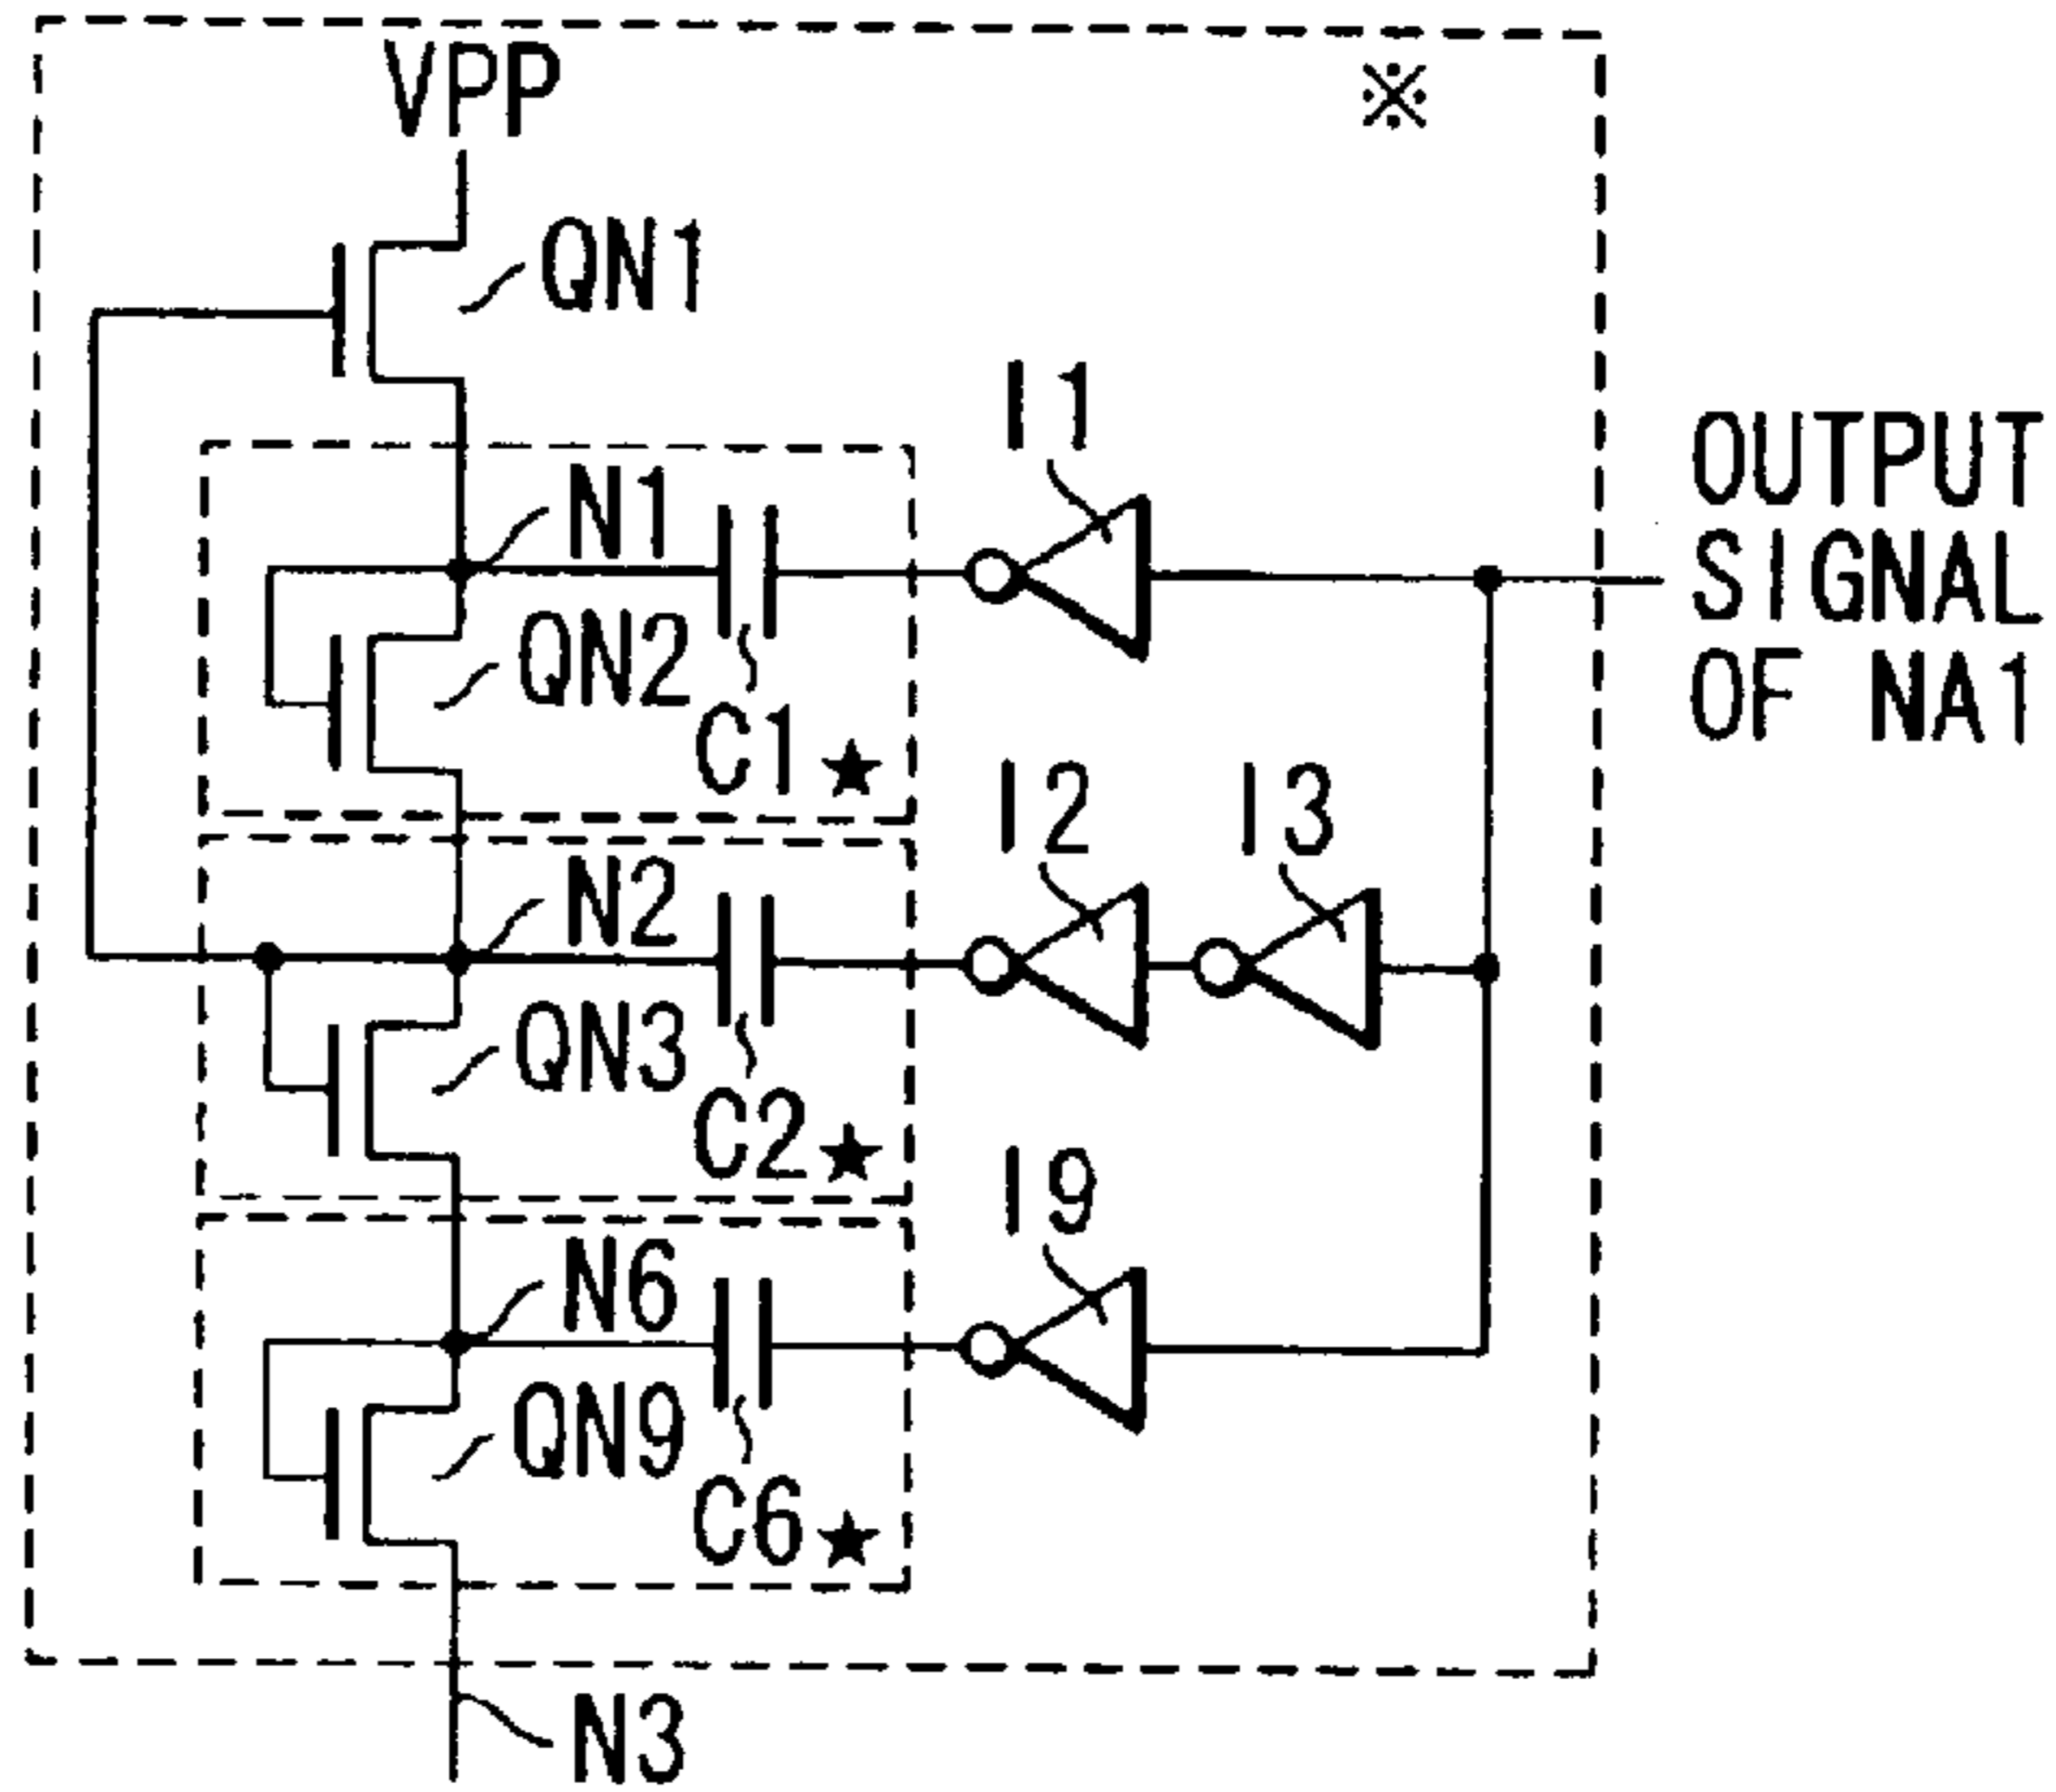 VPP
※
QN1
I1
OUTPUT
SIGNAL
OF NA1
N1
QN2
C1★
I2
I3
N2
QN3
C2★
I9
N6
QN9
C6★
N3